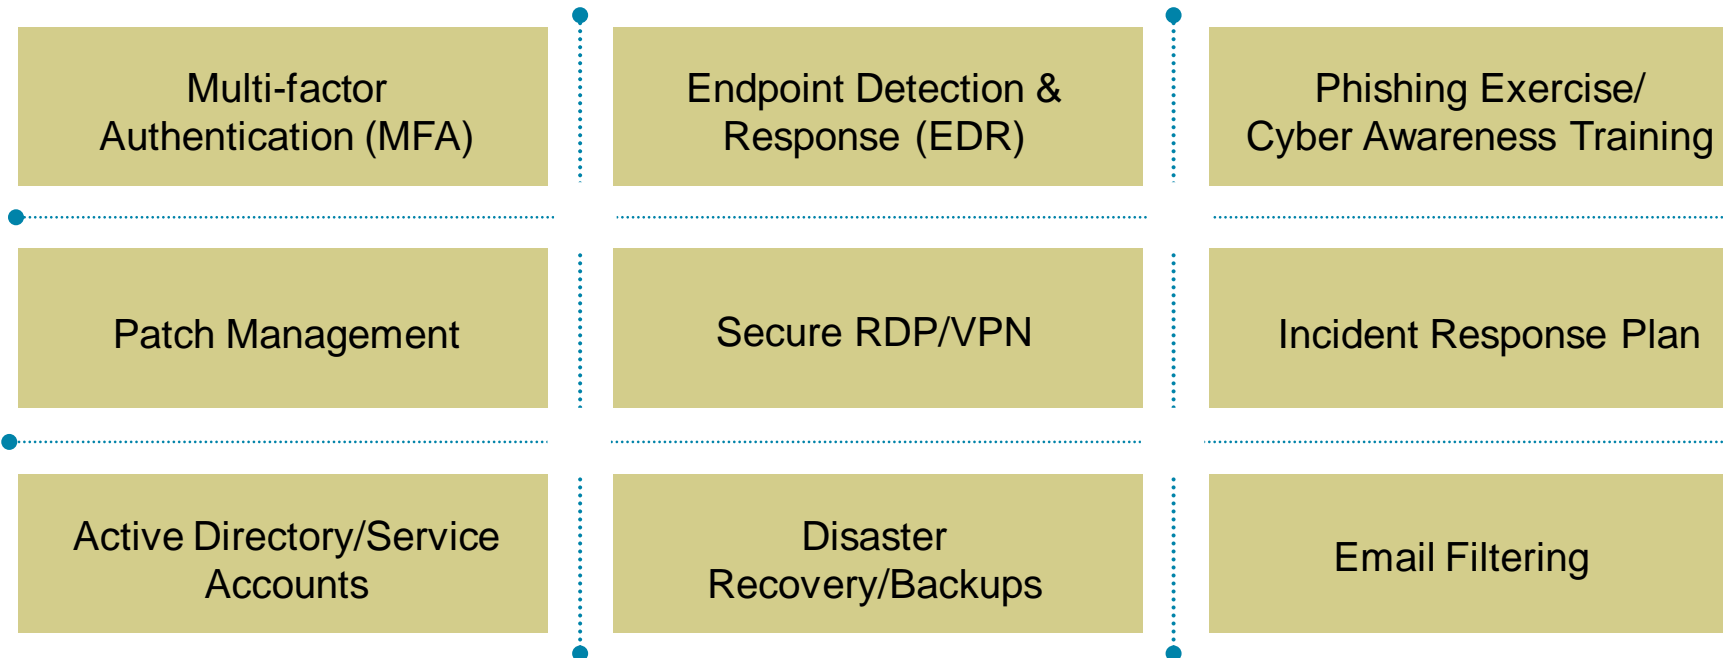 Multi-factor
Authentication (MFA)
Endpoint Detection &
Response (EDR)
Phishing Exercise/
Cyber Awareness Training
Patch Management
Secure RDP/VPN
Incident Response Plan
Active Directory/Service
Accounts
Disaster
Recovery/Backups
Email Filtering